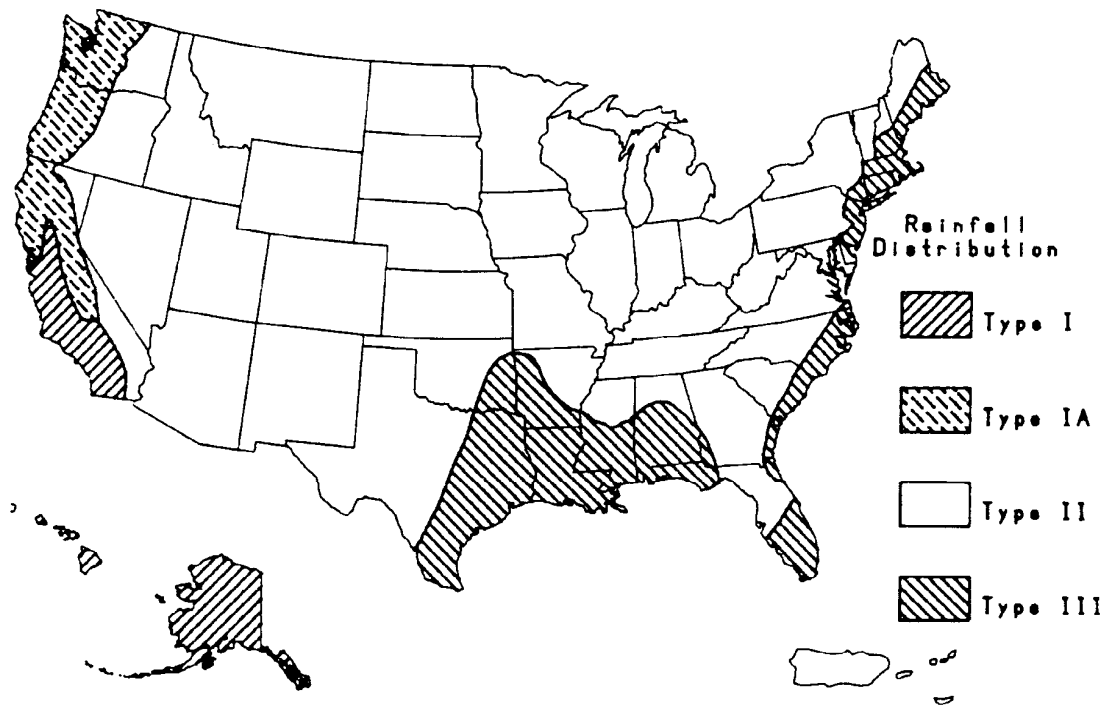 Rainfall
Distribution
Type I
Type IA
Type II
Type III